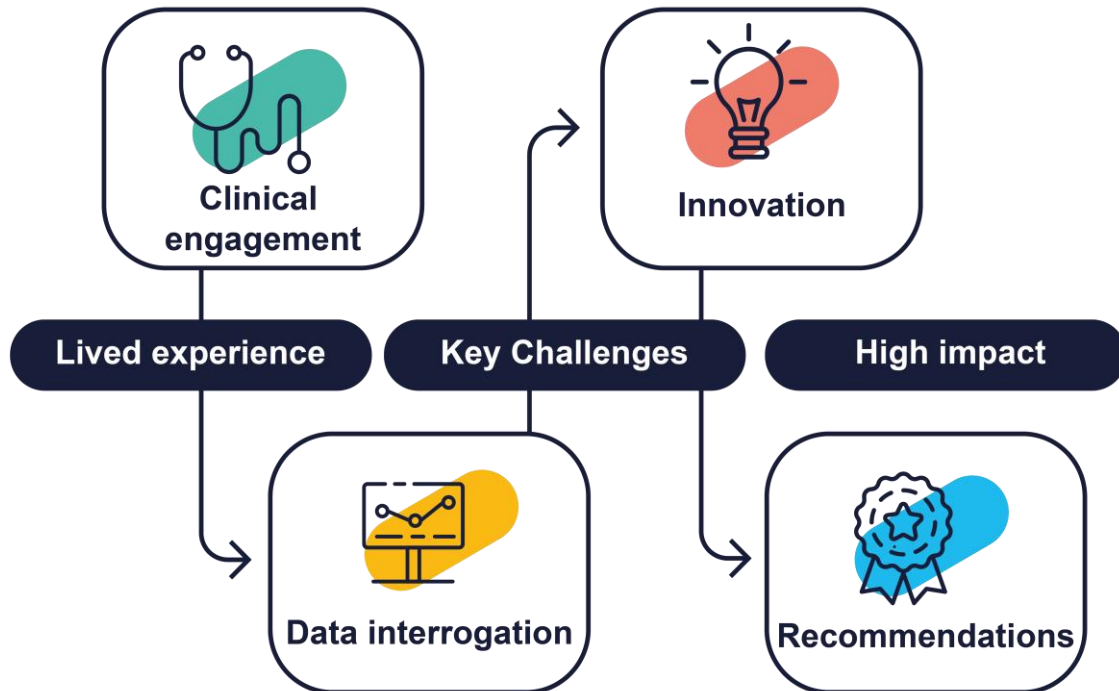 Clinical
engagement
Innovation
Lived experience
Key Challenges
High impact
Data interrogation
Recommendations